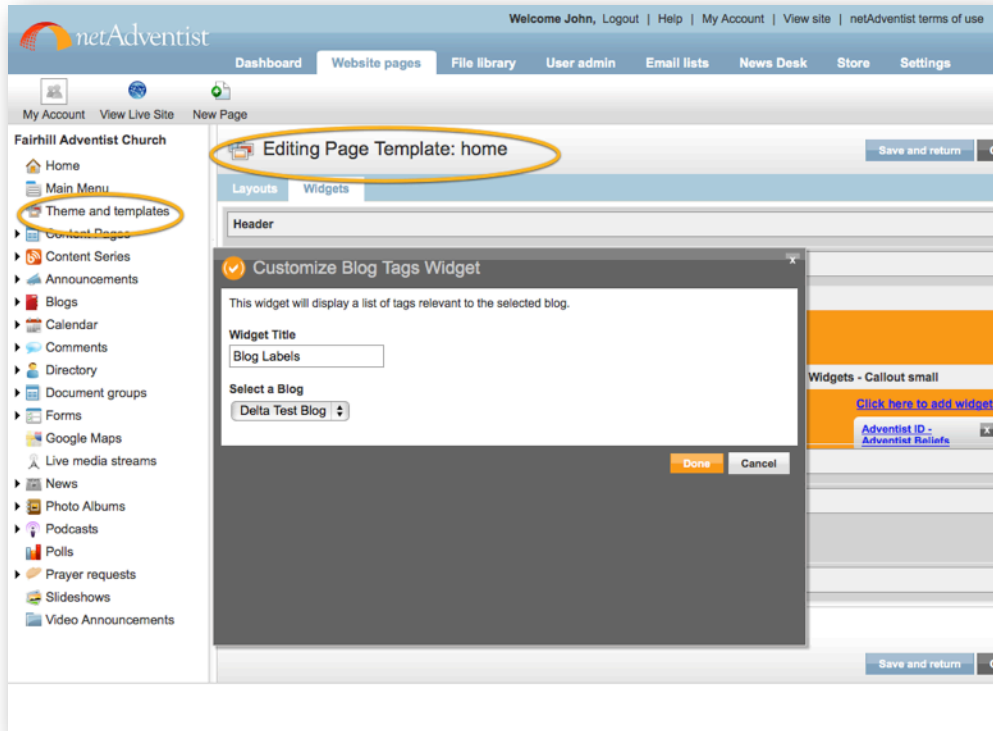 Welcome John, Logout | Help | My Account | View site | netAdventist terms of use
netAdventist
Dashboard Website pages File library User admin Email lists News Desk Store Settings
My Account View Live Site New Page
Fairhill Adventist Church
Home
Main Menu
Theme and templates
Content Pages
Content Series
Announcements
Blogs
Calendar
Comments
Directory
Document groups
Forms
Google Maps
Live media streams
News
Photo Albums
Podcasts
Polls
Prayer requests
Slideshows
Video Announcements
Editing Page Template: home
Save and return
Layouts Widgets
Header
Customize Blog Tags Widget
x
This widget will display a list of tags relevant to the selected blog.
Widget Title
Blog Labels
Select a Blog
Delta Test Blog
Done Cancel
Widgets - Callout small
Click here to add widget
Adventist ID -
Adventist Beliefs
x
Save and return